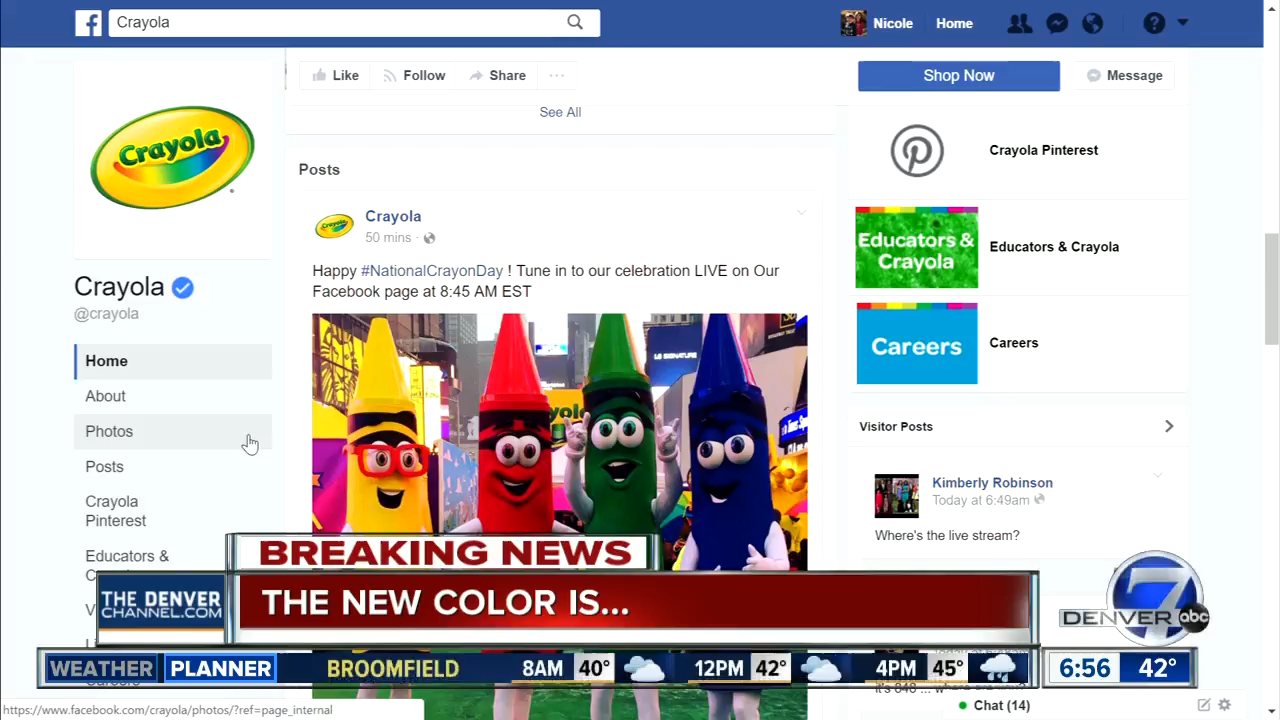 Crayola
Nicole
Home
Like
Follow
Share
Shop Now
Message
See All
Crayola
Posts
Crayola
50 mins ·
Happy #NationalCrayonDay ! Tune in to our celebration LIVE on Our
Facebook page at 8:45 AM EST
Crayola
@crayola
Home
About
Photos
Posts
Crayola
Pinterest
Educators &
Crayola Pinterest
Educators &
Crayola
Educators & Crayola
Careers
Careers
Visitor Posts
Kimberly Robinson
Today at 6:49am
Where's the live stream?
LG SIGNATURE
BREAKING NEWS
THE DENVER
CHANNEL.COM
THE NEW COLOR IS...
7
DENVER abc
WEATHER PLANNER BROOMFIELD 8AM 40° 12PM 42° 4PM 45° 6:56 42°
https://www.facebook.com/crayola/photos/?ref=page_internal
Chat (14)